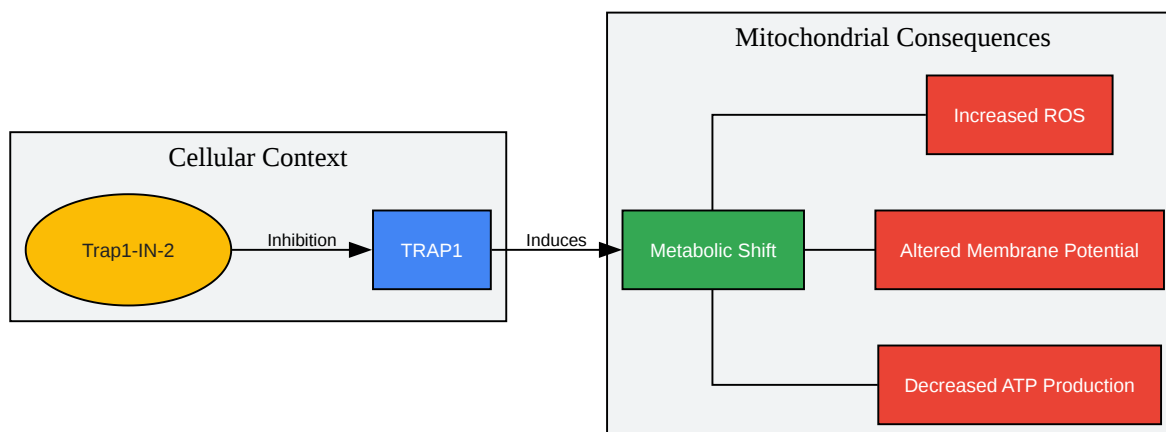 Mitochondrial Consequences
Increased ROS
Cellular Context
Trap1-IN-2
Inhibition
TRAP1
Induces
Metabolic Shift
Altered Membrane Potential
Decreased ATP Production